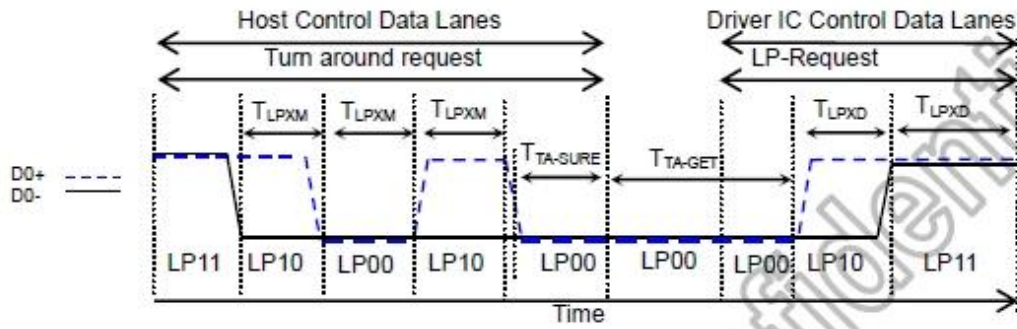 Host Control Data Lanes Driver IC Control Data Lanes
Turn around request LP-Request
TLPXM TLPXM TLPXM TLPXD TLPXD
TTA-SURE TTA-GET
D0+
D0-
LP11 LP10 LP00 LP10 LP00 LP00 LP00 LP10 LP11
Time
fidenti